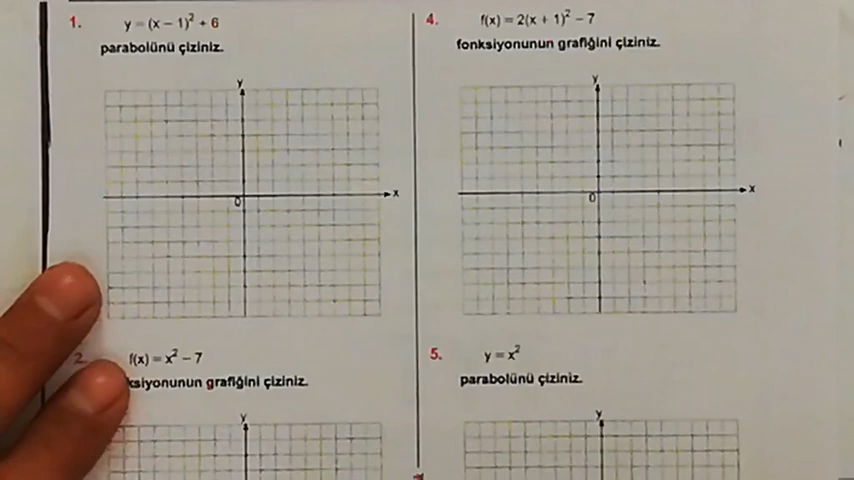 1. y = (x – 1)² + 6
parabolünü çiziniz.
y
x
0
2. f(x) = x² – 7
ksiyonunun grafiğini çiziniz.
y
4. f(x) = 2(x + 1)² – 7
fonksiyonunun grafiğini çiziniz.
y
x
0
5. y = x²
parabolünü çiziniz.
y